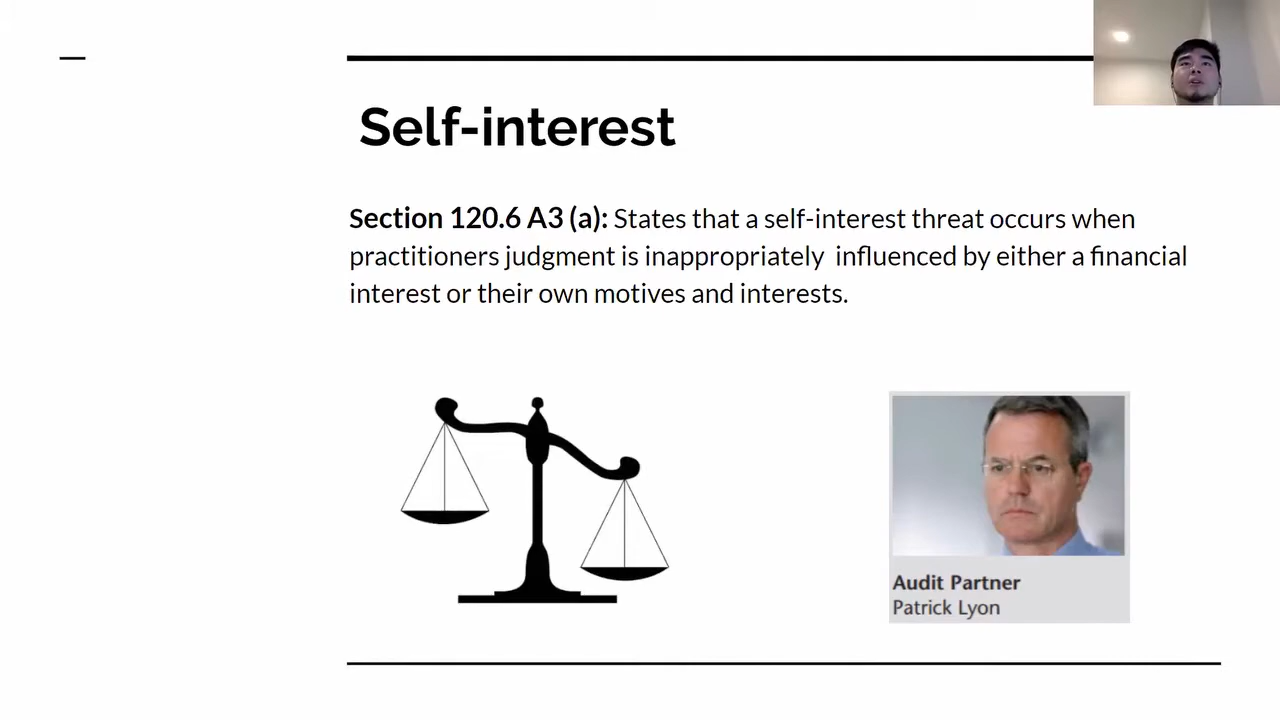 Self-interest
Section 120.6 A3 (a): States that a self-interest threat occurs when
practitioners judgment is inappropriately  influenced by either a financial
interest or their own motives and interests.
Audit Partner
Patrick Lyon